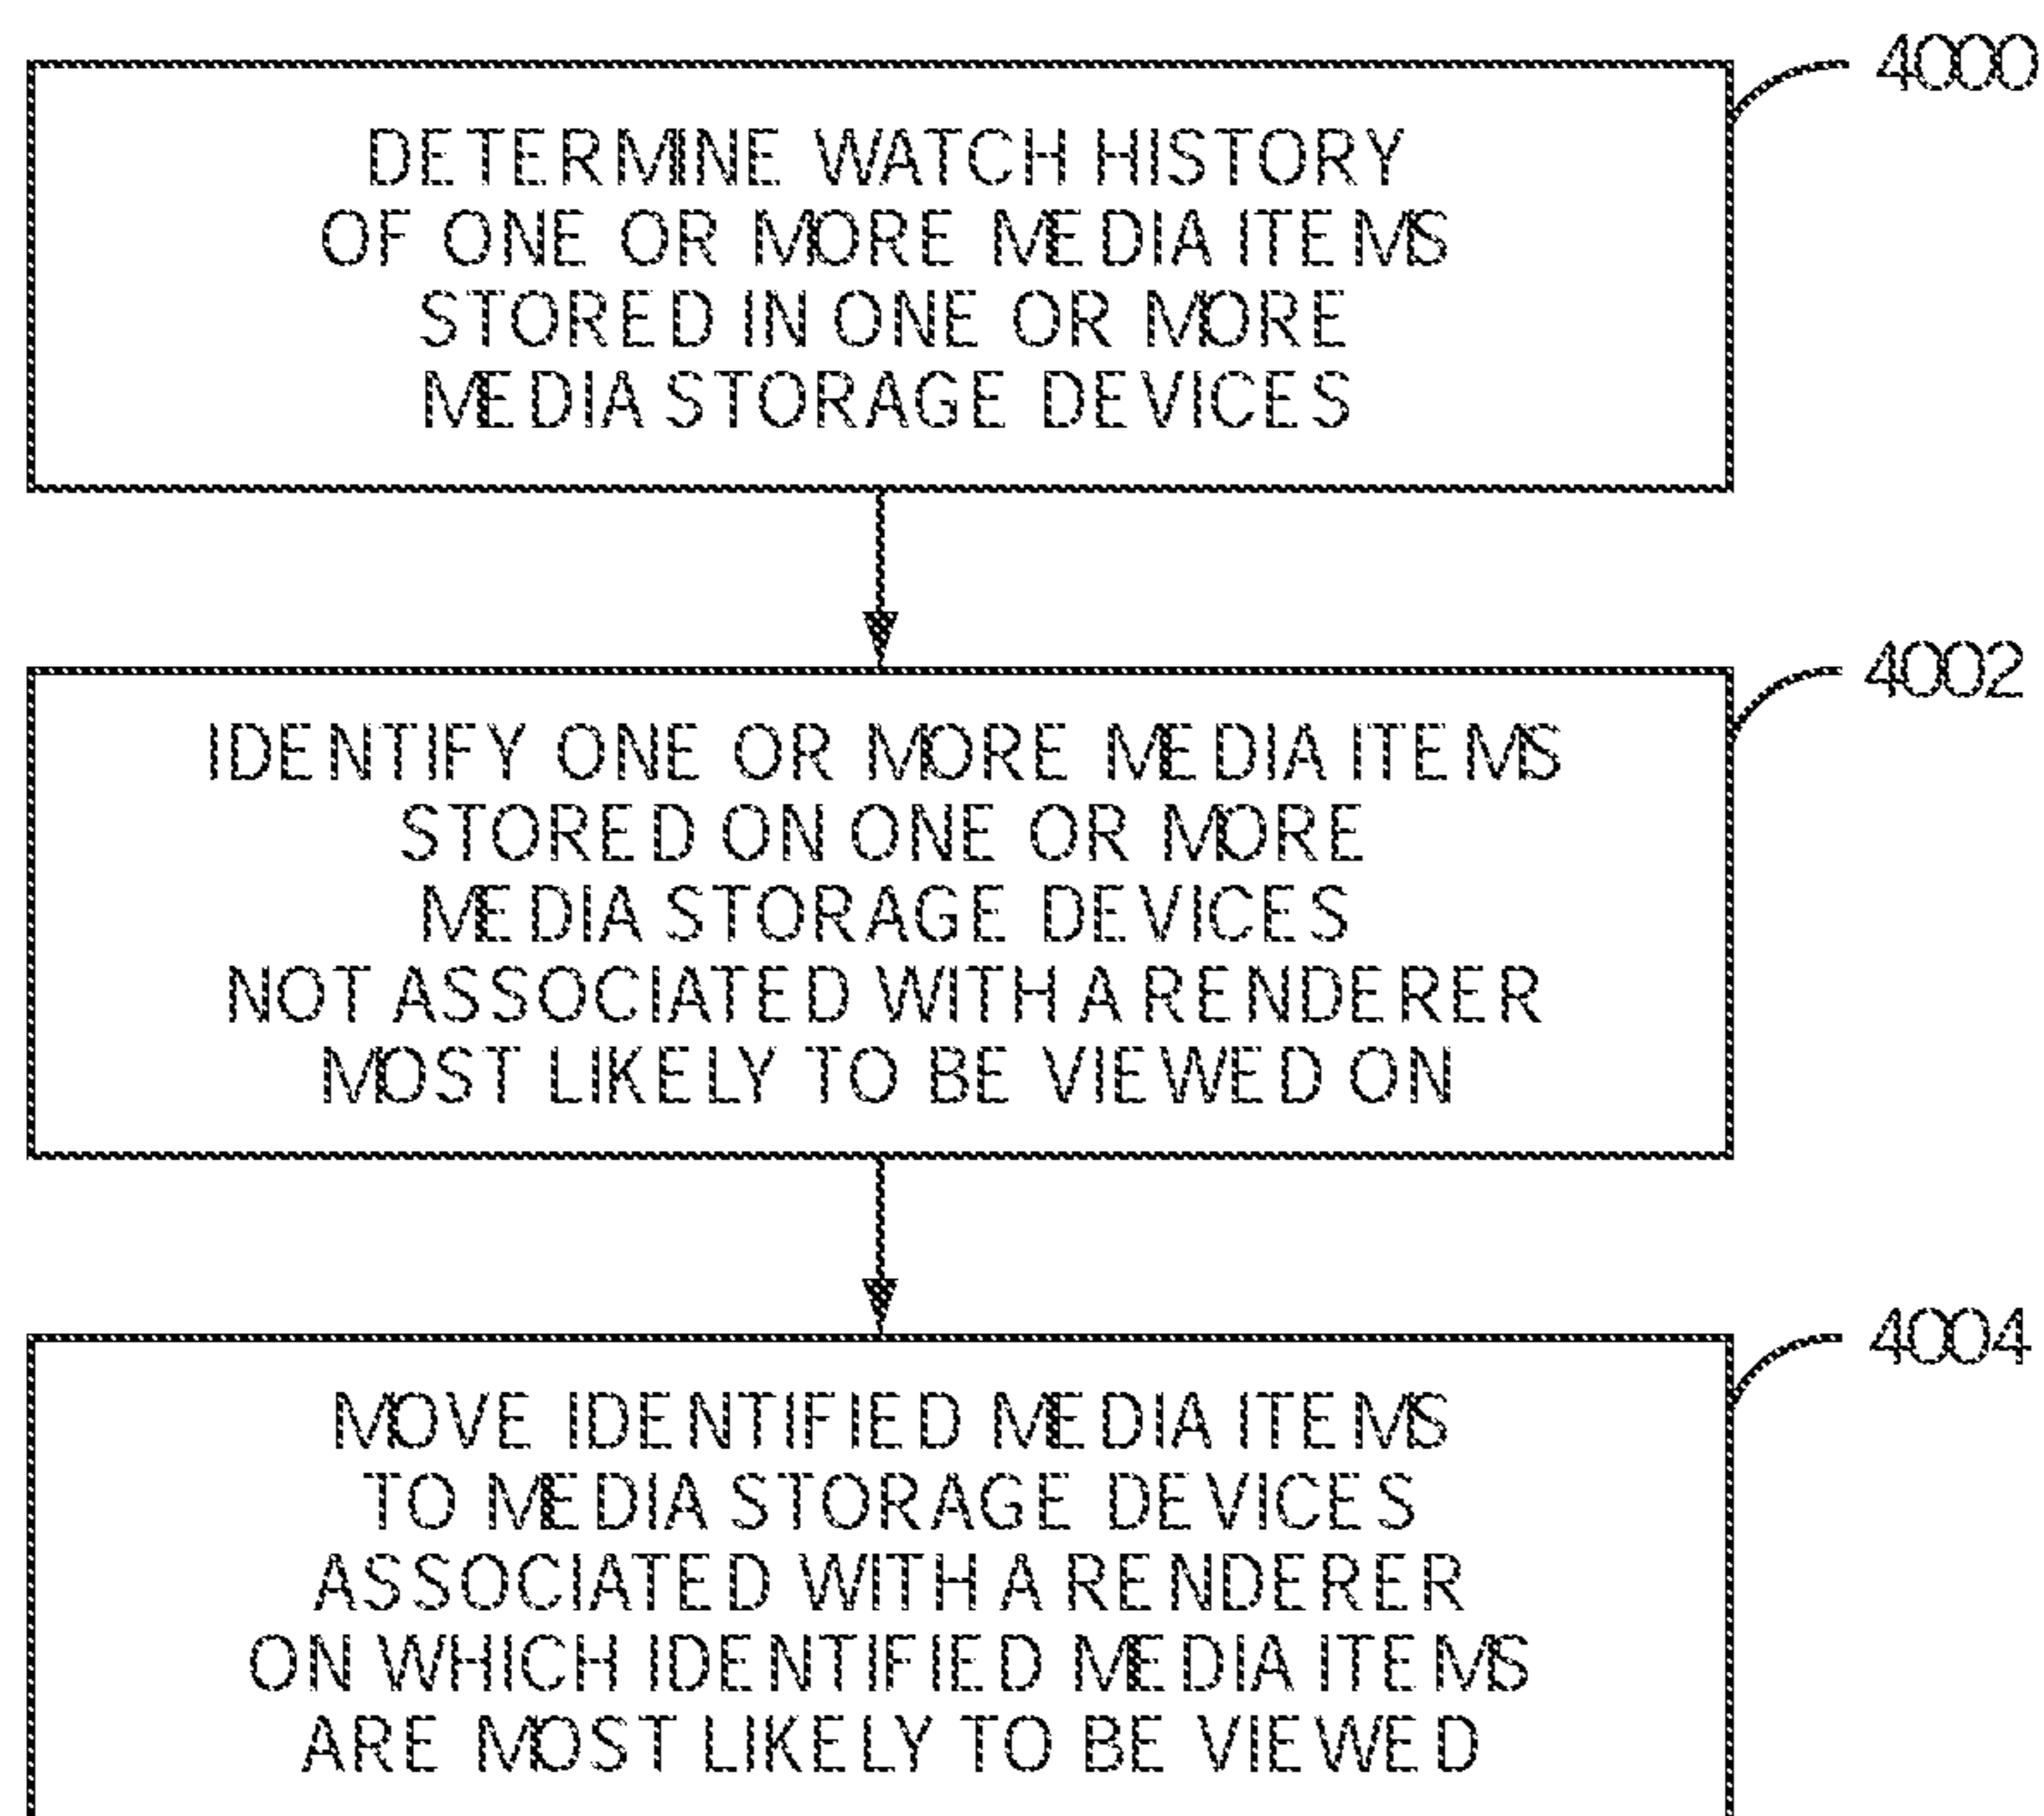 4000
DETERMINE WATCH HISTORY
OF ONE OR MORE MEDIA ITEMS
STORED IN ONE OR MORE
MEDIA STORAGE DEVICES
4002
IDENTIFY ONE OR MORE MEDIA ITEMS
STORED ON ONE OR MORE
MEDIA STORAGE DEVICES
NOT ASSOCIATED WITH A RENDERER
MOST LIKELY TO BE VIEWED ON
4004
MOVE IDENTIFIED MEDIA ITEMS
TO MEDIA STORAGE DEVICES
ASSOCIATED WITH A RENDERER
ON WHICH IDENTIFIED MEDIA ITEMS
ARE MOST LIKELY TO BE VIEWED